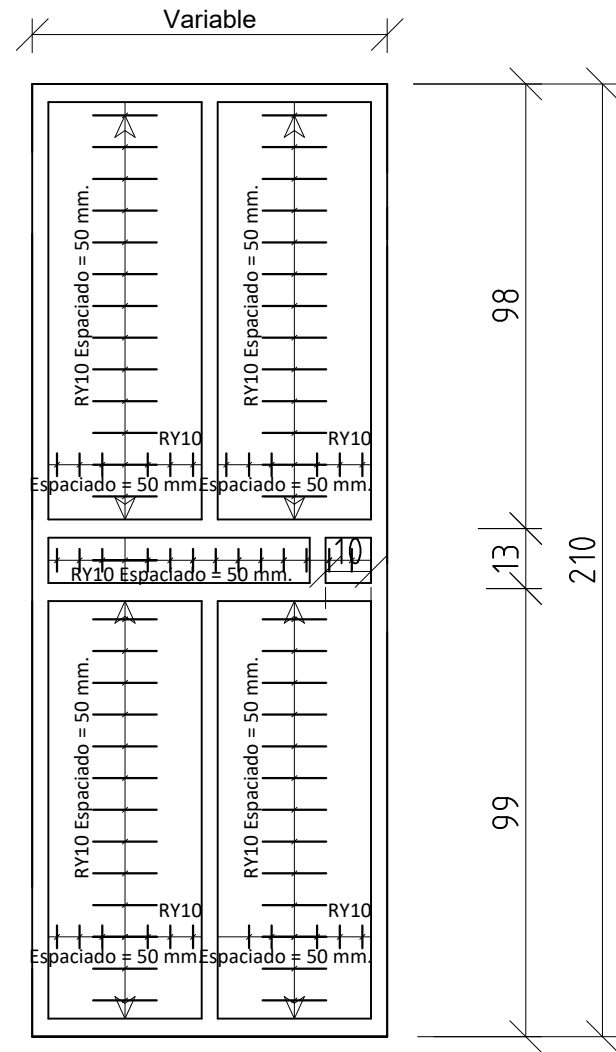 Variable
RY10 Espaciado = 50 mm.
RY10 Espaciado = 50 mm.
98
RY10
Espaciado = 50 mm.
RY10
Espaciado = 50 mm.
10
RY10 Espaciado = 50 mm.
13
210
RY10 Espaciado = 50 mm.
RY10 Espaciado = 50 mm.
99
RY10
Espaciado = 50 mm.
RY10
Espaciado = 50 mm.